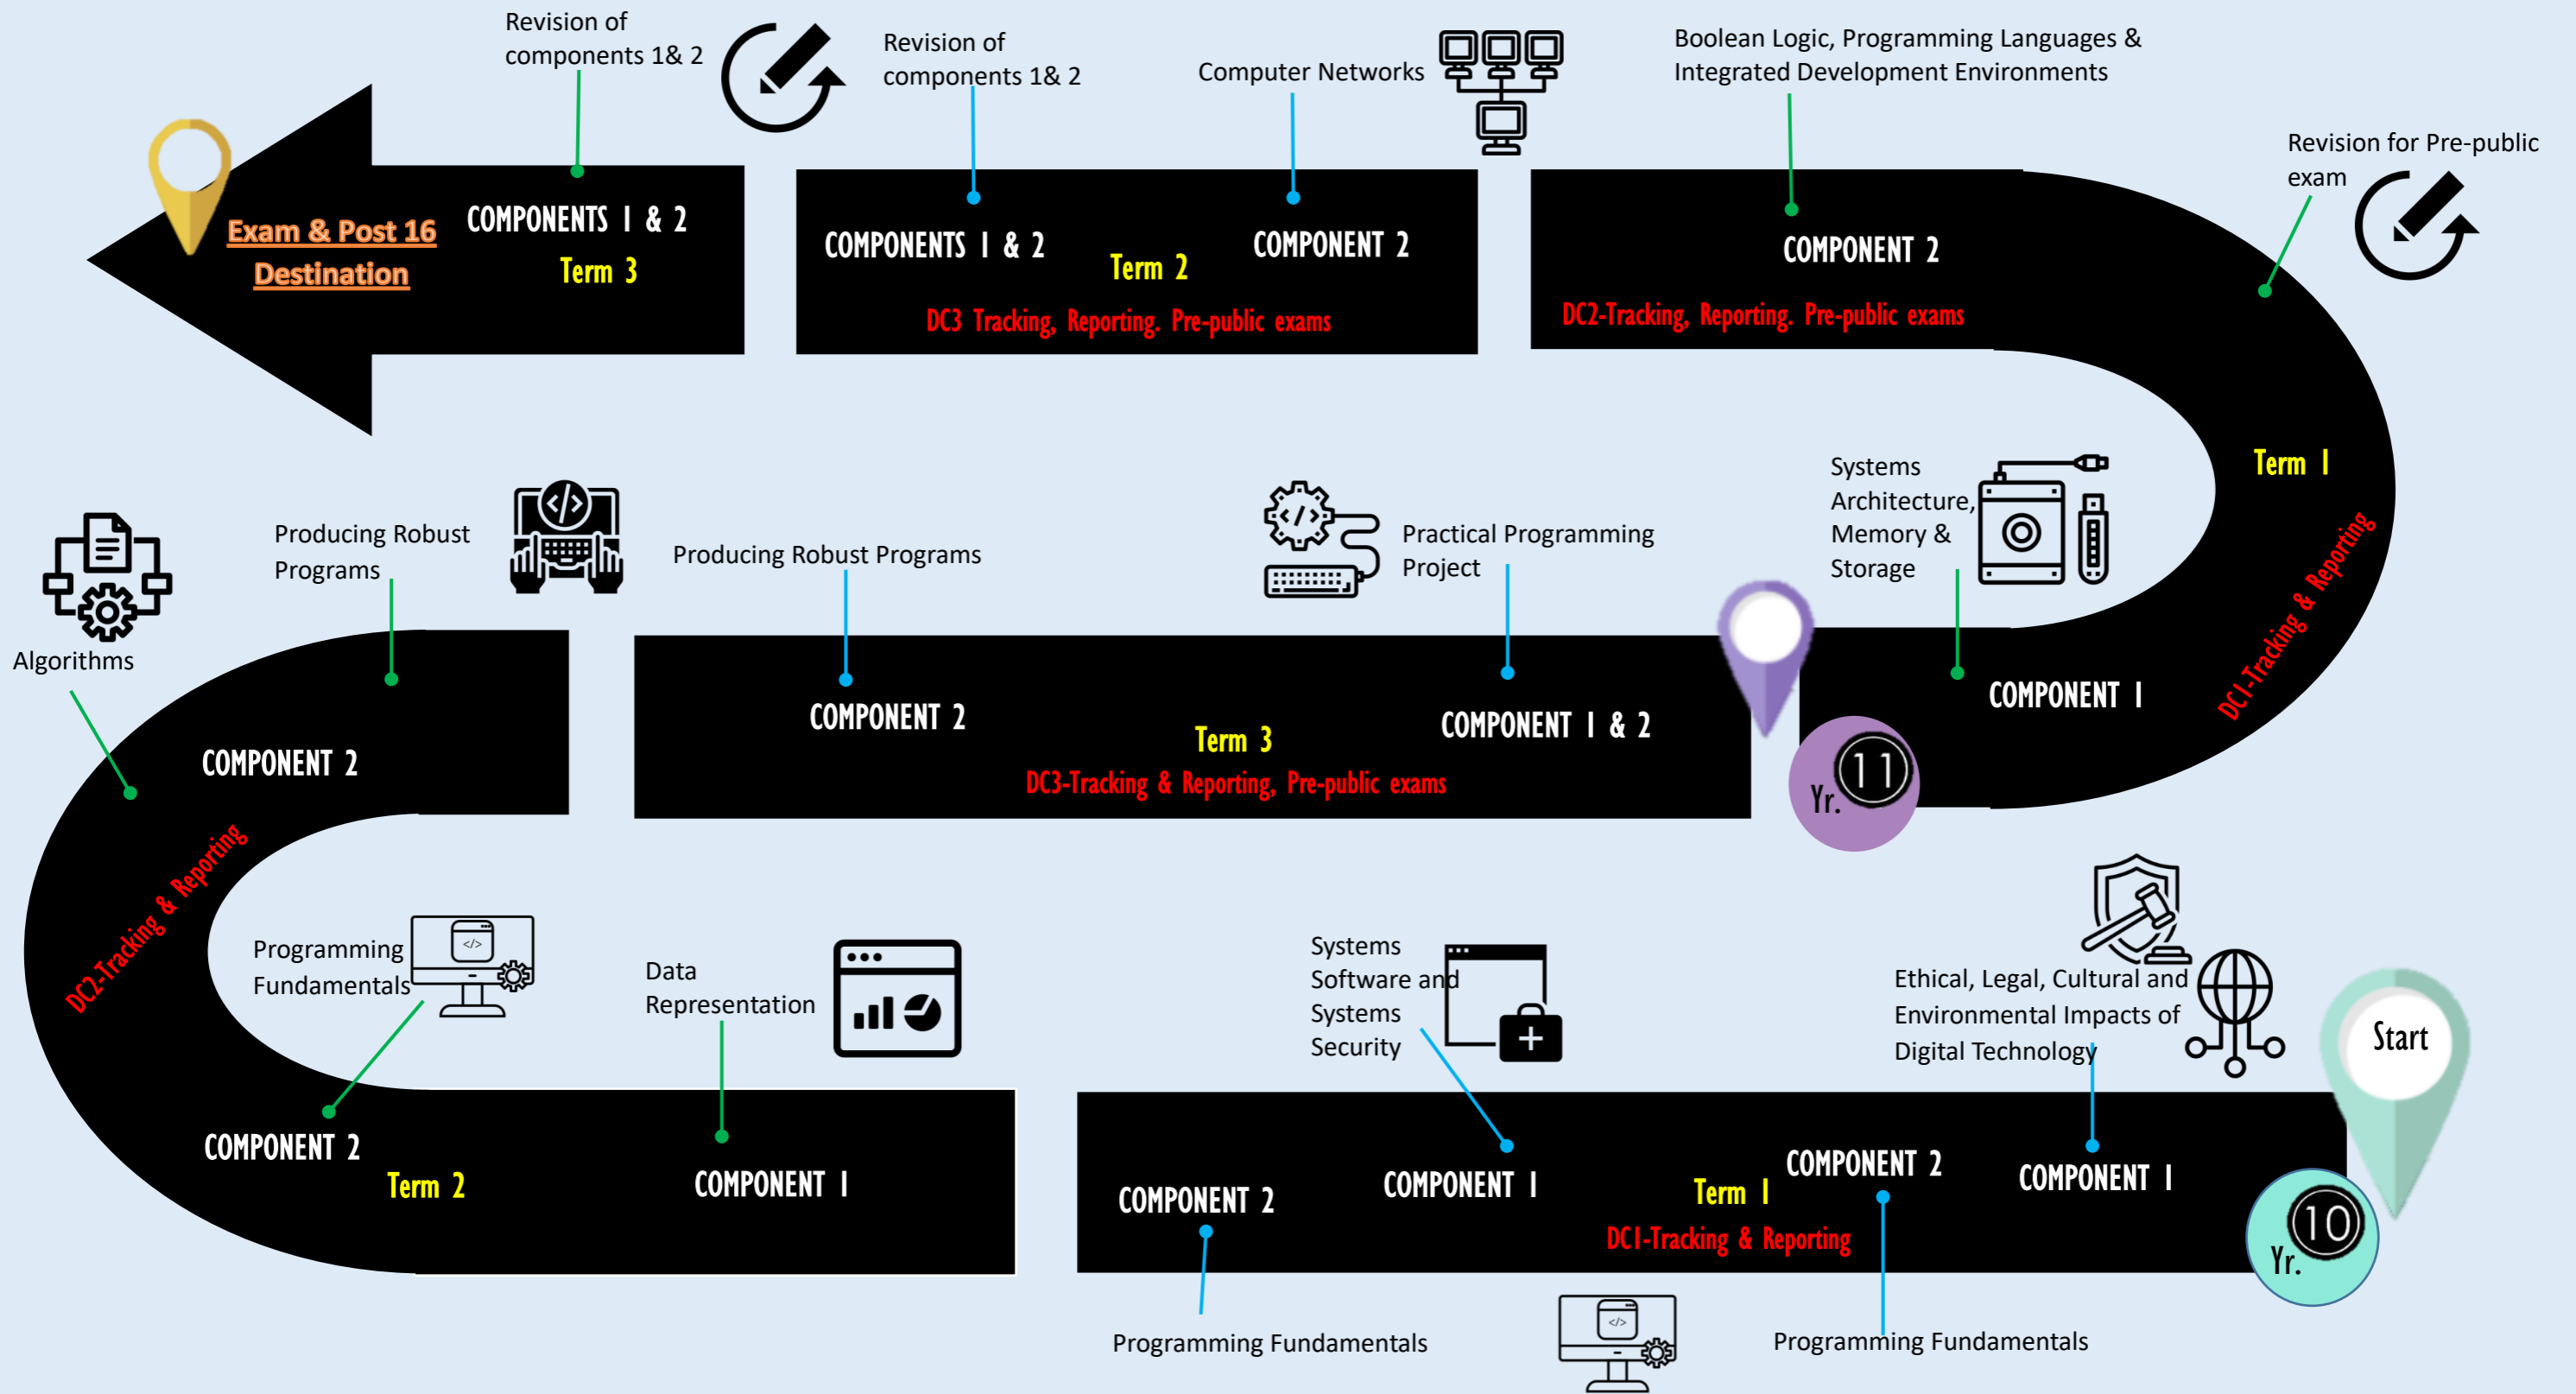 Revision of
components 1& 2
Revision of
components 1& 2
Computer Networks
Boolean Logic, Programming Languages &
Integrated Development Environments
Revision for Pre-public
exam
Exam & Post 16
Destination
COMPONENTS 1 & 2
Term 3
COMPONENTS 1 & 2
Term 2
COMPONENT 2
DC3 Tracking, Reporting. Pre-public exams
COMPONENT 2
DC2-Tracking, Reporting. Pre-public exams
Term 1
DC1-Tracking & Reporting
Systems
Architecture,
Memory &
Storage
COMPONENT 1
Yr. 11
Practical Programming
Project
COMPONENT 1 & 2
Producing Robust Programs
COMPONENT 2
Term 3
DC3-Tracking & Reporting, Pre-public exams
Producing Robust
Programs
Algorithms
COMPONENT 2
DC2-Tracking & Reporting
Programming
Fundamentals
</>
COMPONENT 2
Term 2
Data
Representation
COMPONENT 1
Systems
Software and
Systems
Security
COMPONENT 1
COMPONENT 2
Programming Fundamentals
Term 1
DC1-Tracking & Reporting
COMPONENT 2
Programming Fundamentals
</>
Ethical, Legal, Cultural and
Environmental Impacts of
Digital Technology
COMPONENT 1
Start
Yr. 10